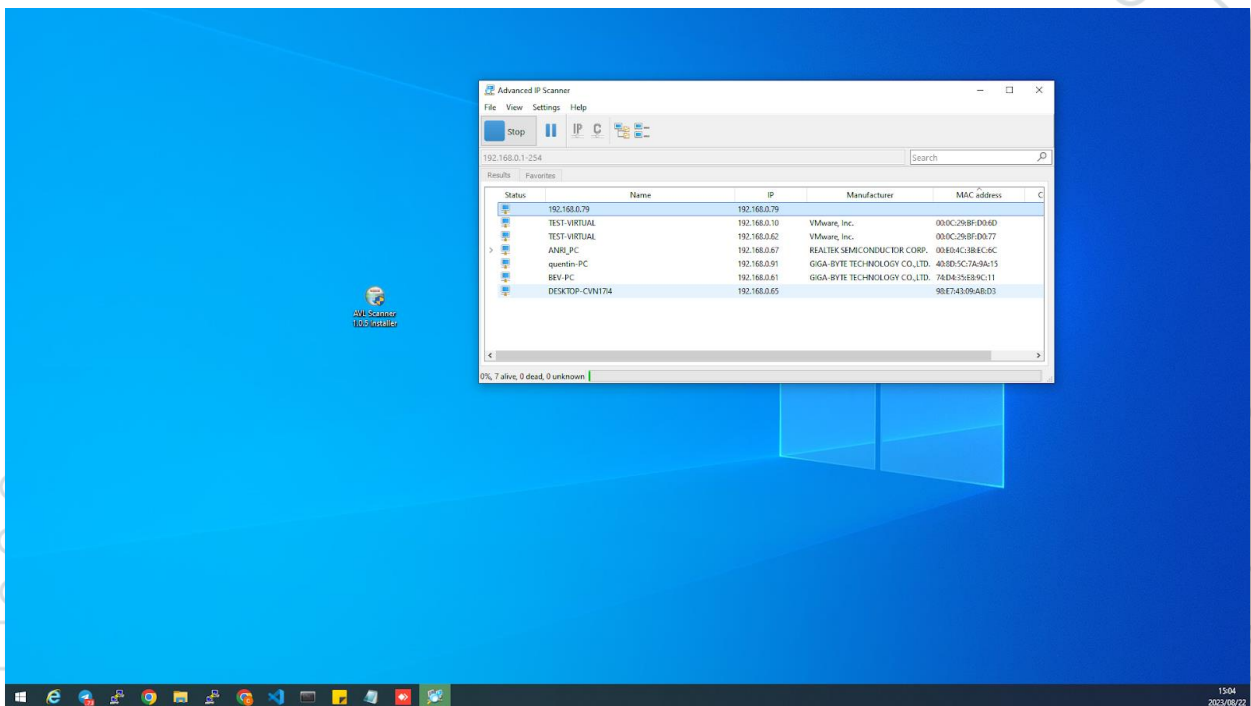 Advanced IP Scanner
File View Settings Help
Stop IP C
192.168.0.1-254 Search
Results Favorites
Status Name IP Manufacturer MAC address C
192.168.0.79 192.168.0.79
TEST-VIRTUAL 192.168.0.10 VMware, Inc. 00:0C:29:BF:D0:6D
TEST-VIRTUAL 192.168.0.62 VMware, Inc. 00:0C:29:BF:D0:77
ANRI_PC 192.168.0.67 REALTEK SEMICONDUCTOR CORP. 00:E0:4C:3B:EC:6C
quentin-PC 192.168.0.91 GIGA-BYTE TECHNOLOGY CO.,LTD. 40:8D:5C:7A:9A:15
BEV-PC 192.168.0.61 GIGA-BYTE TECHNOLOGY CO.,LTD. 74:D4:35:E8:9C:11
DESKTOP-CVN17I4 192.168.0.65 98:E7:43:09:AB:D3
AVL Scanner
1.0.5 installer
0%, 7 alive, 0 dead, 0 unknown
15:04
2023/08/22